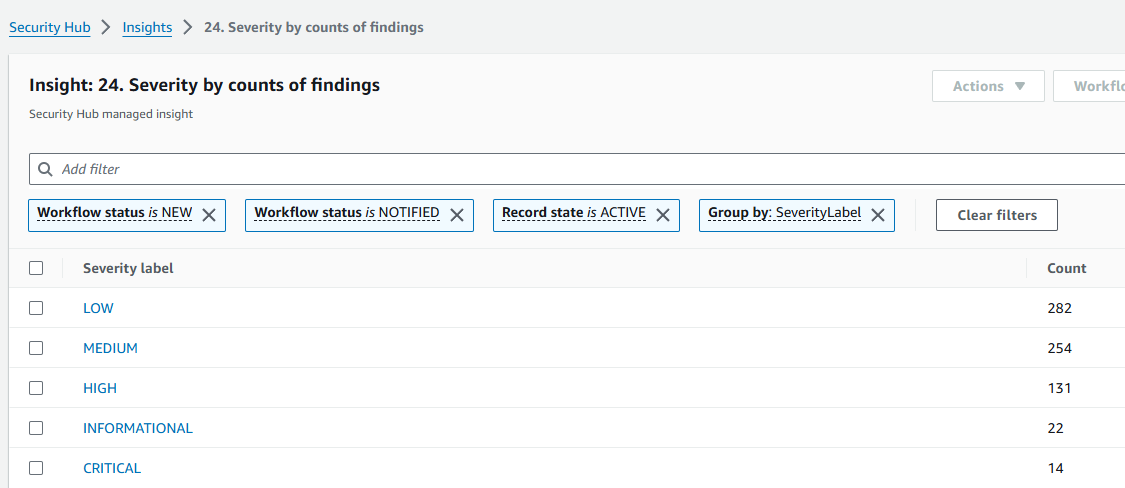 Security Hub > Insights > 24. Severity by counts of findings
Insight: 24. Severity by counts of findings
Actions
Security Hub managed insight
Add filter
Workflow status is NEW Workflow status is NOTIFIED Record state is ACTIVE Group by: SeverityLabel Clear filters
Severity label Count
LOW 282
MEDIUM 254
HIGH 131
INFORMATIONAL 22
CRITICAL 14